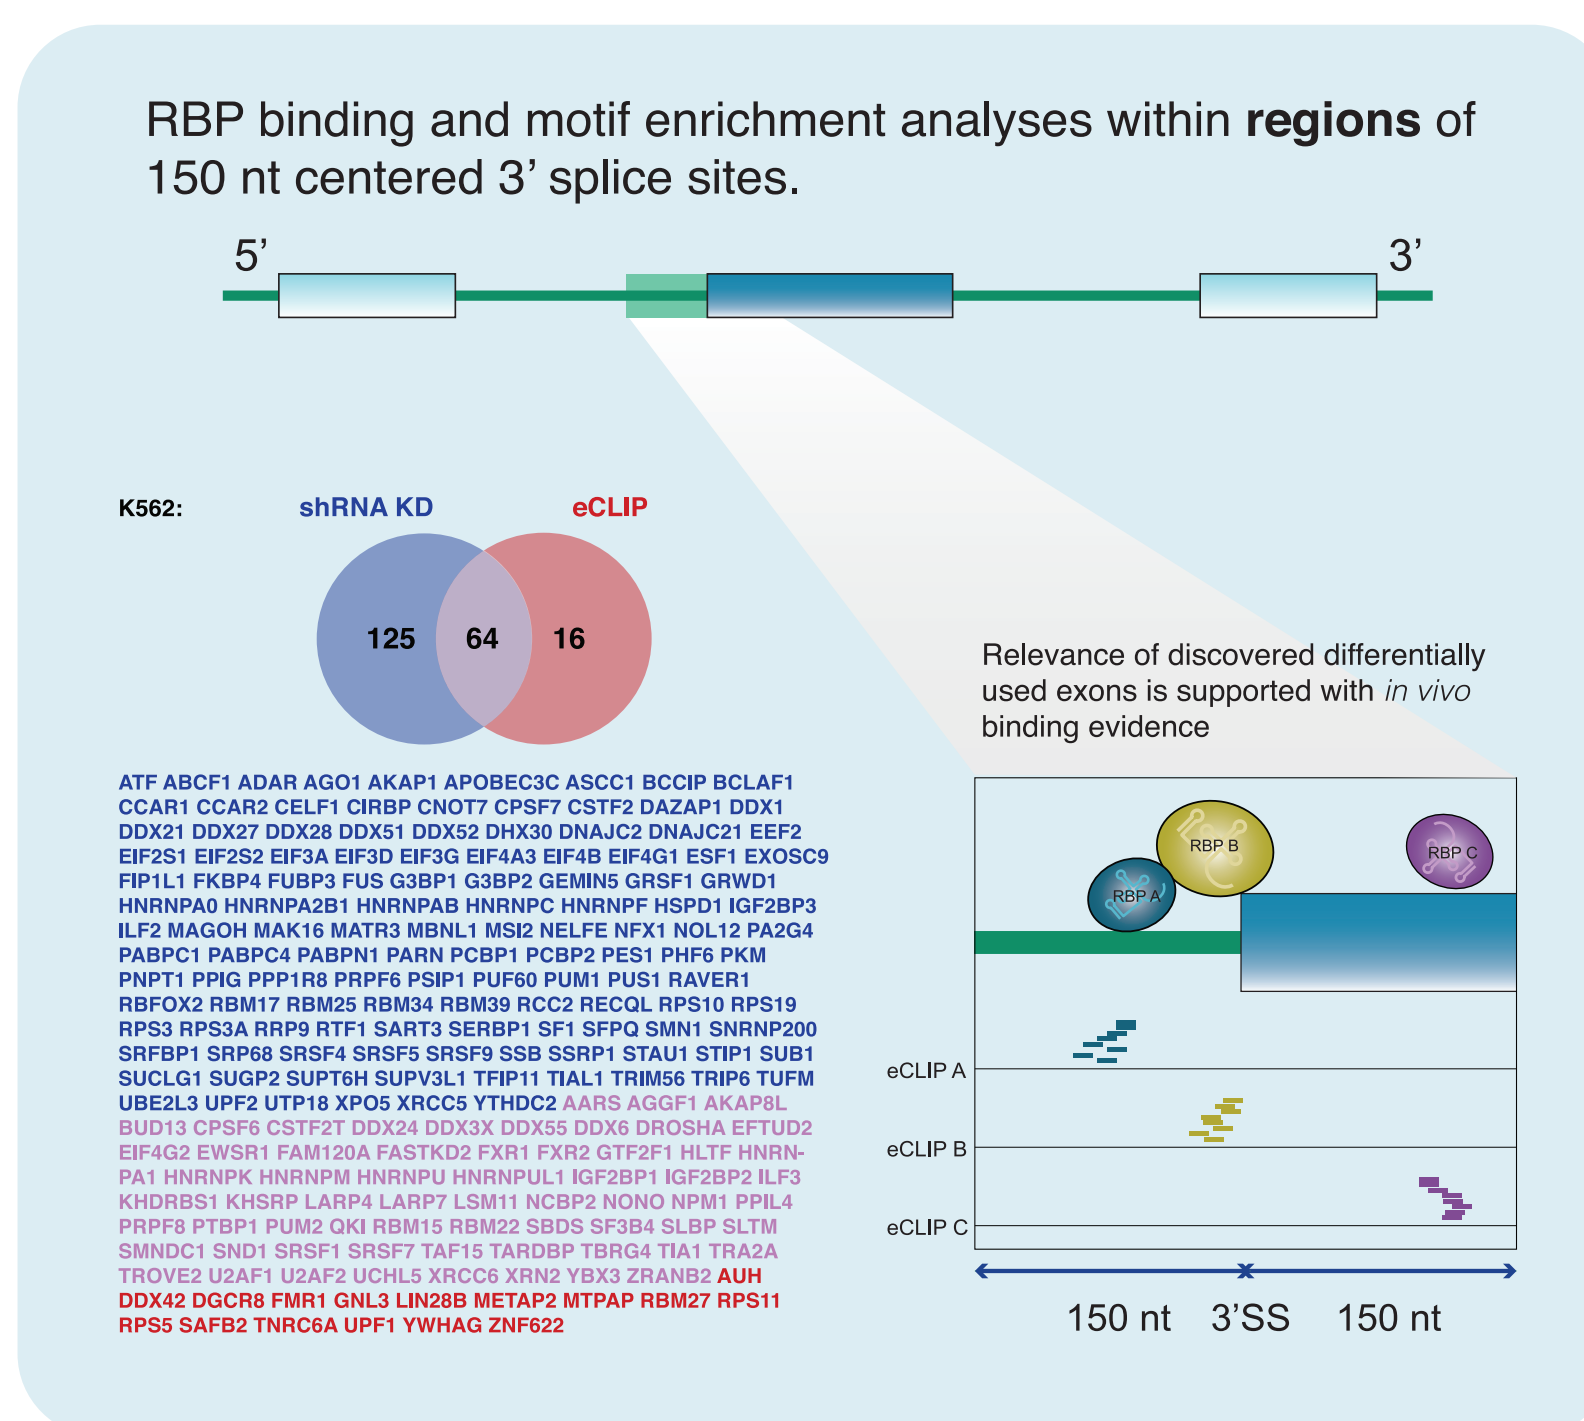 RBP binding and motif enrichment analyses within regions of
150 nt centered 3’ splice sites.
5’
3’
K562:
shRNA KD
eCLIP
125
64
16
Relevance of discovered differentially
used exons is supported with in vivo
binding evidence
ATF ABCF1 ADAR AGO1 AKAP1 APOBEC3C ASCC1 BCCIP BCLAF1
CCAR1 CCAR2 CELF1 CIRBP CNOT7 CPSF7 CSTF2 DAZAP1 DDX1
DDX21 DDX27 DDX28 DDX51 DDX52 DHX30 DNAJC2 DNAJC21 EEF2
EIF2S1 EIF2S2 EIF3A EIF3D EIF3G EIF4A3 EIF4B EIF4G1 ESF1 EXOSC9
FIP1L1 FKBP4 FUBP3 FUS G3BP1 G3BP2 GEMIN5 GRSF1 GRWD1
HNRNPA0 HNRNPA2B1 HNRNPAB HNRNPC HNRNPF HSPD1 IGF2BP3
ILF2 MAGOH MAK16 MATR3 MBNL1 MSI2 NELFE NFX1 NOL12 PA2G4
PABPC1 PABPC4 PABPN1 PARN PCBP1 PCBP2 PES1 PHF6 PKM
PNPT1 PPIG PPP1R8 PRPF6 PSIP1 PUF60 PUM1 PUS1 RAVER1
RBFOX2 RBM17 RBM25 RBM34 RBM39 RCC2 RECQL RPS10 RPS19
RPS3 RPS3A RRP9 RTF1 SART3 SERBP1 SF1 SFPQ SMN1 SNRNP200
SRFBP1 SRP68 SRSF4 SRSF5 SRSF9 SSB SSRP1 STAU1 STIP1 SUB1
SUCLG1 SUGP2 SUPT6H SUPV3L1 TFIP11 TIAL1 TRIM56 TRIP6 TUFM
UBE2L3 UPF2 UTP18 XPO5 XRCC5 YTHDC2 AARS AGGF1 AKAP8L
BUD13 CPSF6 CSTF2T DDX24 DDX3X DDX55 DDX6 DROSHA EFTUD2
EIF4G2 EWSR1 FAM120A FASTKD2 FXR1 FXR2 GTF2F1 HLTF HNRN-
PA1 HNRNPK HNRNPM HNRNPU HNRNPUL1 IGF2BP1 IGF2BP2 ILF3
KHDRBS1 KHSRP LARP4 LARP7 LSM11 NCBP2 NONO NPM1 PPIL4
PRPF8 PTBP1 PUM2 QKI RBM15 RBM22 SBDS SF3B4 SLBP SLTM
SMNDC1 SND1 SRSF1 SRSF7 TAF15 TARDBP TBRG4 TIA1 TRA2A
TROVE2 U2AF1 U2AF2 UCHL5 XRCC6 XRN2 YBX3 ZRANB2 AUH
DDX42 DGCR8 FMR1 GNL3 LIN28B METAP2 MTPAP RBM27 RPS11
RPS5 SAFB2 TNRC6A UPF1 YWHAG ZNF622
RBP A
RBP B
RBP C
eCLIP A
eCLIP B
eCLIP C
150 nt
3’SS
150 nt